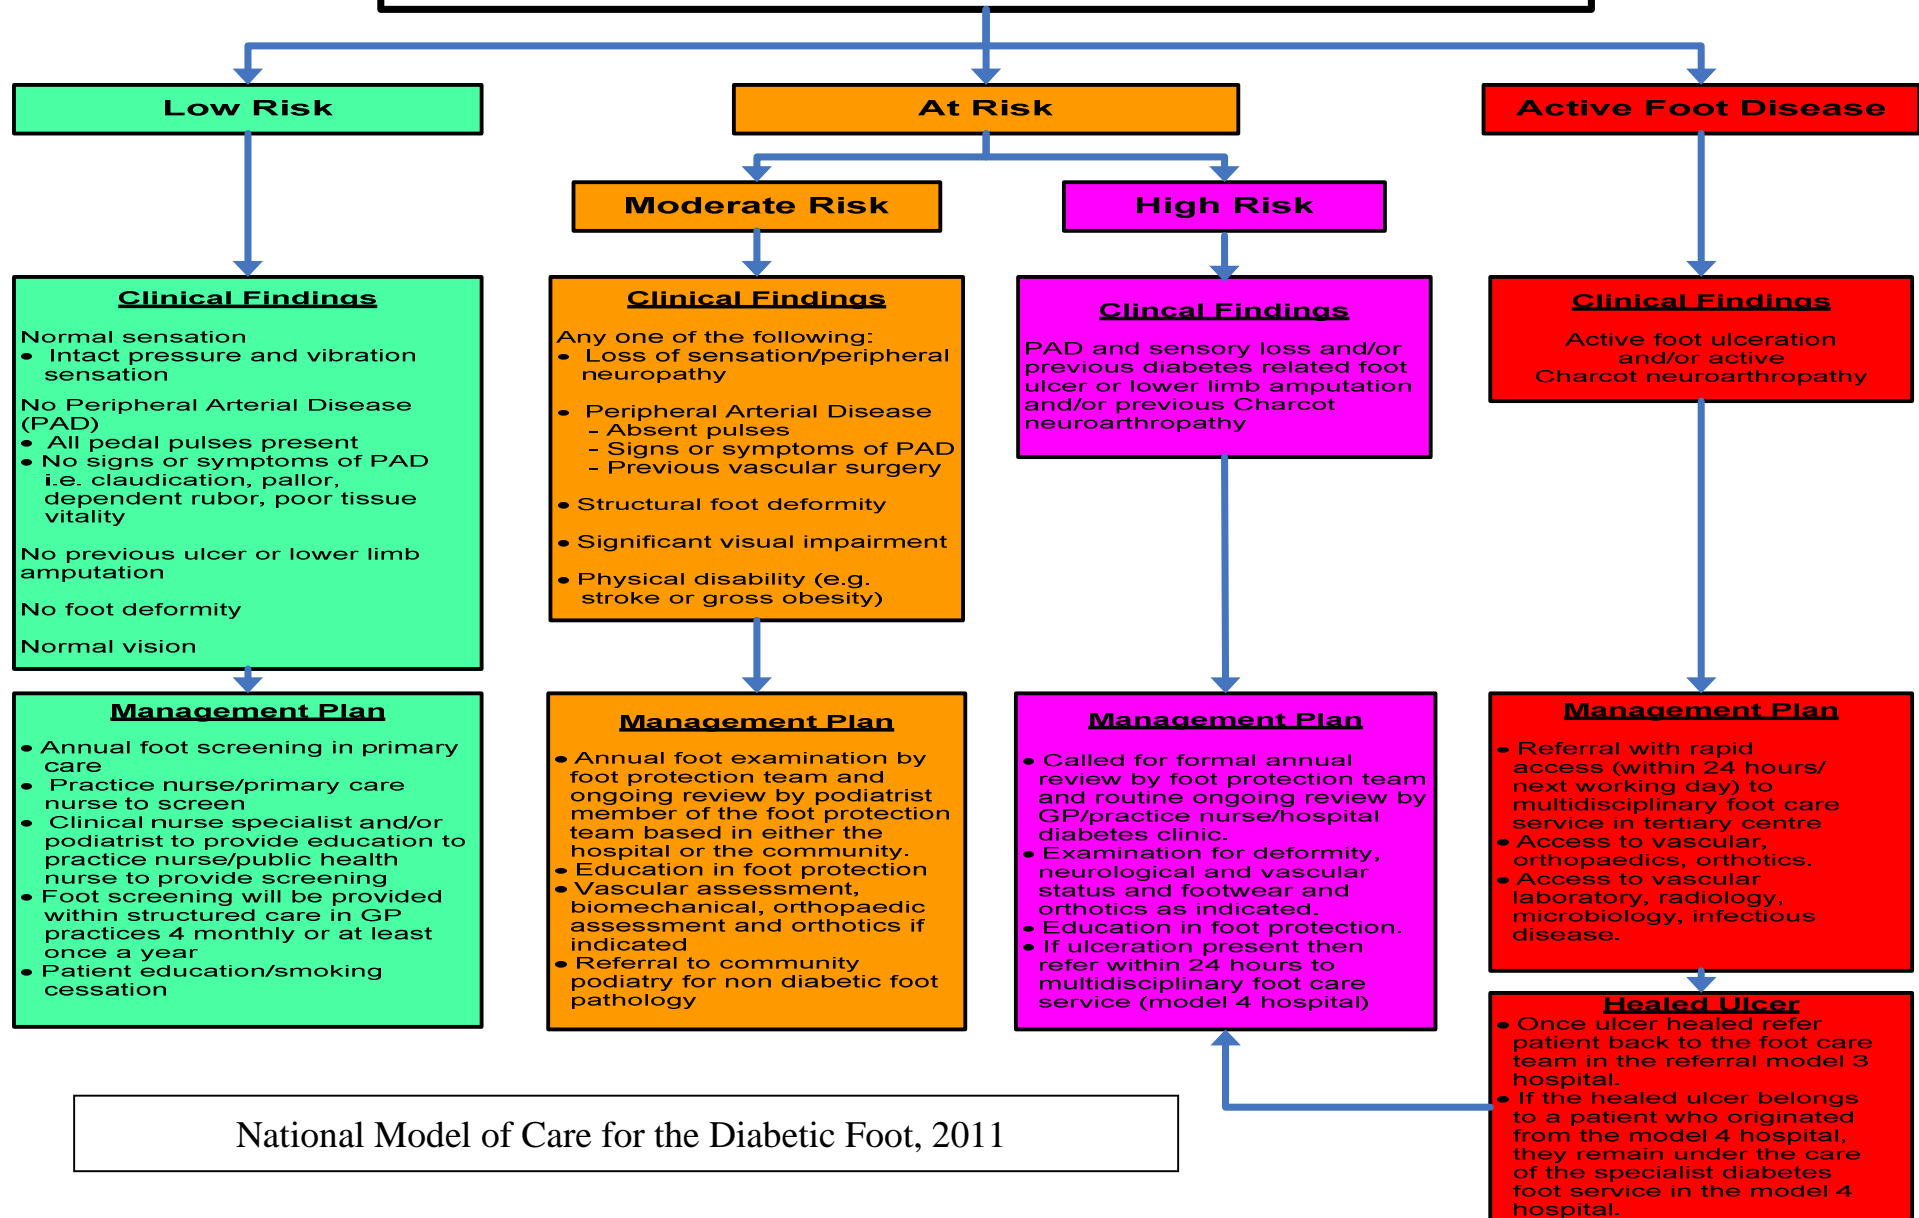 Low Risk
At Risk
Active Foot Disease
Moderate Risk
High Risk
Clinical Findings
Normal sensation
• Intact pressure and vibration
sensation
No Peripheral Arterial Disease
(PAD)
• All pedal pulses present
• No signs or symptoms of PAD
i.e. claudication, pallor,
dependent rubor, poor tissue
vitality
No previous ulcer or lower limb
amputation
No foot deformity
Normal vision
Clinical Findings
Any one of the following:
• Loss of sensation/peripheral
neuropathy
• Peripheral Arterial Disease
- Absent pulses
- Signs or symptoms of PAD
- Previous vascular surgery
• Structural foot deformity
• Significant visual impairment
• Physical disability (e.g.
stroke or gross obesity)
Clincal Findings
PAD and sensory loss and/or
previous diabetes related foot
ulcer or lower limb amputation
and/or previous Charcot
neuroarthropathy
Clinical Findings
Active foot ulceration
and/or active
Charcot neuroarthropathy
Management Plan
• Annual foot screening in primary
care
• Practice nurse/primary care
nurse to screen
• Clinical nurse specialist and/or
podiatrist to provide education to
practice nurse/public health
nurse to provide screening
• Foot screening will be provided
within structured care in GP
practices 4 monthly or at least
once a year
• Patient education/smoking
cessation
Management Plan
• Annual foot examination by
foot protection team and
ongoing review by podiatrist
member of the foot protection
team based in either the
hospital or the community.
• Education in foot protection
• Vascular assessment,
biomechanical, orthopaedic
assessment and orthotics if
indicated
• Referral to community
podiatry for non diabetic foot
pathology
Management Plan
• Called for formal annual
review by foot protection team
and routine ongoing review by
GP/practice nurse/hospital
diabetes clinic.
• Examination for deformity,
neurological and vascular
status and footwear and
orthotics as indicated.
• Education in foot protection.
• If ulceration present then
refer within 24 hours to
multidisciplinary foot care
service (model 4 hospital)
Management Plan
• Referral with rapid
access (within 24 hours/
next working day) to
multidisciplinary foot care
service in tertiary centre
• Access to vascular,
orthopaedics, orthotics.
• Access to vascular
laboratory, radiology,
microbiology, infectious
disease.
Healed Ulcer
• Once ulcer healed refer
patient back to the foot care
team in the referral model 3
hospital.
• If the healed ulcer belongs
to a patient who originated
from the model 4 hospital,
they remain under the care
of the specialist diabetes
foot service in the model 4
hospital.
National Model of Care for the Diabetic Foot, 2011